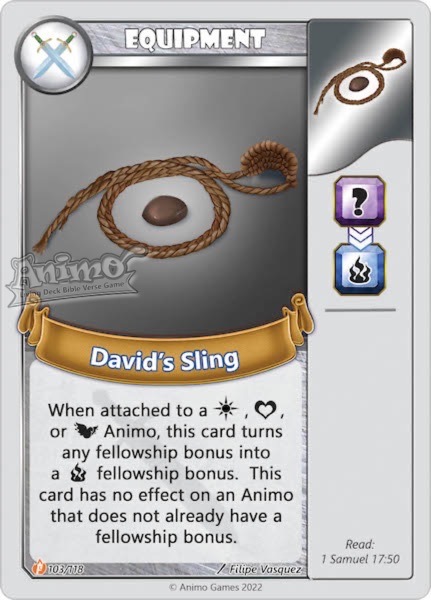 EQUIPMENT
?
Animo
Deck Bible Verse Game
David's Sling
When attached to a , ,
or Animo, this card turns
any fellowship bonus into
a fellowship bonus. This
card has no effect on an Animo
that does not already have a
fellowship bonus.
Read:
1 Samuel 17:50
103/118
Filipe Vasquez
© Animo Games 2022